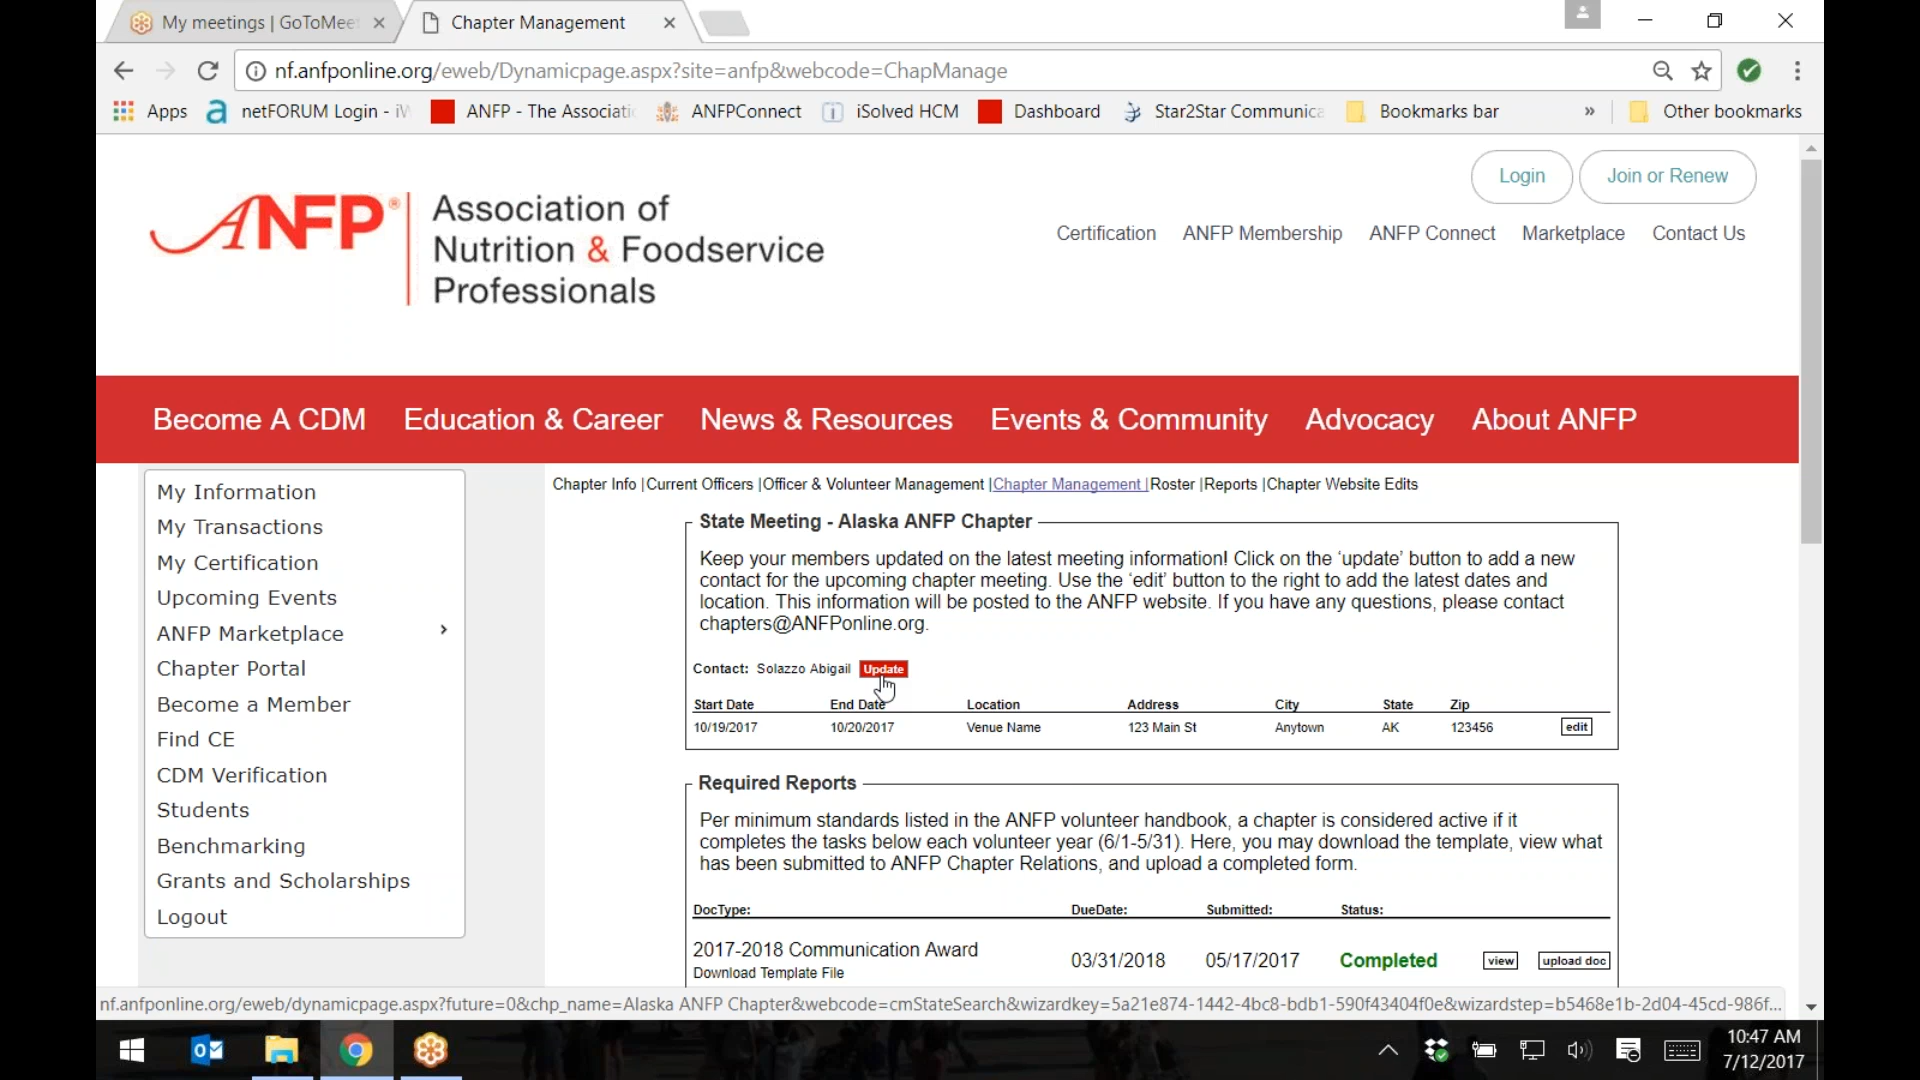 My meetings | GoToMee
Chapter Management
nf.anfponline.org/eweb/Dynamicpage.aspx?site=anfp&webcode=ChapManage
Apps netFORUM Login - iW ANFP - The Associati ANFPConnect iSolved HCM Dashboard Star2Star Communica Bookmarks bar » Other bookmarks
Login Join or Renew
ANFP® Association of
Nutrition & Foodservice
Professionals
Certification ANFP Membership ANFP Connect Marketplace Contact Us
Become A CDM Education & Career News & Resources Events & Community Advocacy About ANFP
My Information
My Transactions
My Certification
Upcoming Events
ANFP Marketplace
Chapter Portal
Become a Member
Find CE
CDM Verification
Students
Benchmarking
Grants and Scholarships
Logout
Chapter Info |Current Officers |Officer & Volunteer Management |Chapter Management |Roster |Reports |Chapter Website Edits
State Meeting - Alaska ANFP Chapter
Keep your members updated on the latest meeting information! Click on the 'update' button to add a new
contact for the upcoming chapter meeting. Use the 'edit' button to the right to add the latest dates and
location. This information will be posted to the ANFP website. If you have any questions, please contact
chapters@ANFPonline.org.
Contact: Solazzo Abigail Update
Start Date End Date Location Address City State Zip
10/19/2017 10/20/2017 Venue Name 123 Main St Anytown AK 123456 edit
Required Reports
Per minimum standards listed in the ANFP volunteer handbook, a chapter is considered active if it
completes the tasks below each volunteer year (6/1-5/31). Here, you may download the template, view what
has been submitted to ANFP Chapter Relations, and upload a completed form.
DocType: DueDate: Submitted: Status:
2017-2018 Communication Award 03/31/2018 05/17/2017 Completed view upload doc
Download Template File
nf.anfponline.org/eweb/dynamicpage.aspx?future=0&chp_name=Alaska ANFP Chapter&webcode=cmStateSearch&wizardkey=5a21e874-1442-4bc8-bdb1-590f43404f0e&wizardstep=b5468e1b-2d04-45cd-986f...
10:47 AM
7/12/2017